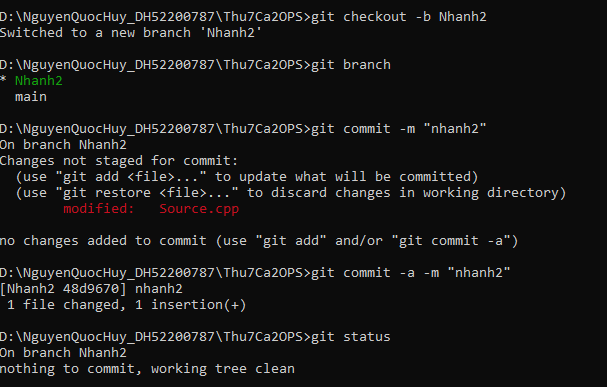 D:\NguyenQuocHuy_DH52200787\Thu7Ca2OPS>git checkout -b Nhanh2
Switched to a new branch 'Nhanh2'
D:\NguyenQuocHuy_DH52200787\Thu7Ca2OPS>git branch
* Nhanh2
  main
D:\NguyenQuocHuy_DH52200787\Thu7Ca2OPS>git commit -m "nhanh2"
On branch Nhanh2
Changes not staged for commit:
  (use "git add <file>..." to update what will be committed)
  (use "git restore <file>..." to discard changes in working directory)
        modified:   Source.cpp
no changes added to commit (use "git add" and/or "git commit -a")
D:\NguyenQuocHuy_DH52200787\Thu7Ca2OPS>git commit -a -m "nhanh2"
[Nhanh2 48d9670] nhanh2
 1 file changed, 1 insertion(+)
D:\NguyenQuocHuy_DH52200787\Thu7Ca2OPS>git status
On branch Nhanh2
nothing to commit, working tree clean